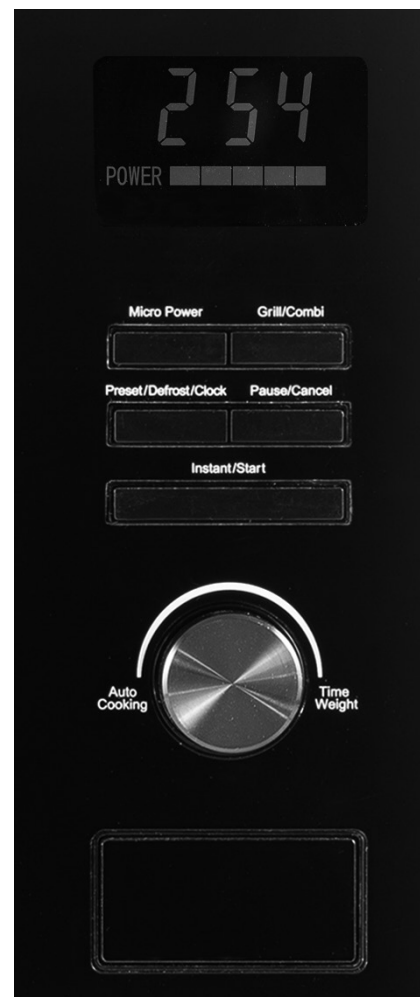 254
POWER
Micro Power Grill/Combi
Preset/Defrost/Clock Pause/Cancel
Instant/Start
Auto
Cooking
Time
Weight